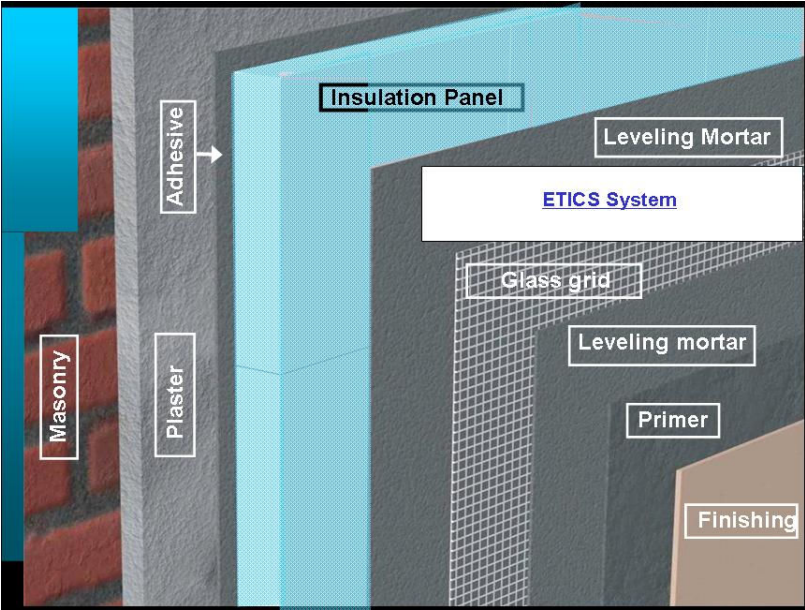 Insulation Panel
Adhesive
Leveling Mortar
ETICS System
Glass grid
Leveling mortar
Masonry
Plaster
Primer
Finishing